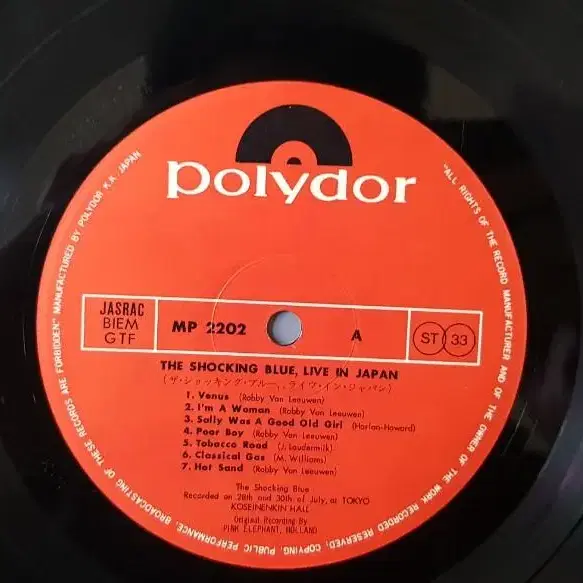 polydor
"ALL RIGHTS OF THE RECORD MANUFACTURER AND OF THE OWNER OF THE WORK RECORDED RESERVED, COPYING, PUBLIC PERFORMANCE, BROADCASTING OF THESE RECORDS ARE FORBIDDEN." MANUFACTURED BY POLYDOR K.K. JAPAN
JASRAC
BIEM
GTF
MP 2202
A
ST 33
THE SHOCKING BLUE, LIVE IN JAPAN
(ザ・ショッキング・ブルー、ライヴ・イン・ジャパン)
1. Venus (Robby Van Leeuwen)
2. I'm A Woman (Robby Van Leeuwen)
3. Sally Was A Good Old Girl (Harlan-Howard)
4. Poor Boy (Robby Van Leeuwen)
5. Tobacco Road (J. Loudermilk)
6. Classical Gas (M. Williams)
7. Hot Sand (Robby Van Leeuwen)
The Shocking Blue
Recorded on 28th and 30th of July, at TOKYO
KOSEINENKIN HALL
Original Recording By
PINK ELEPHANT, HOLLAND